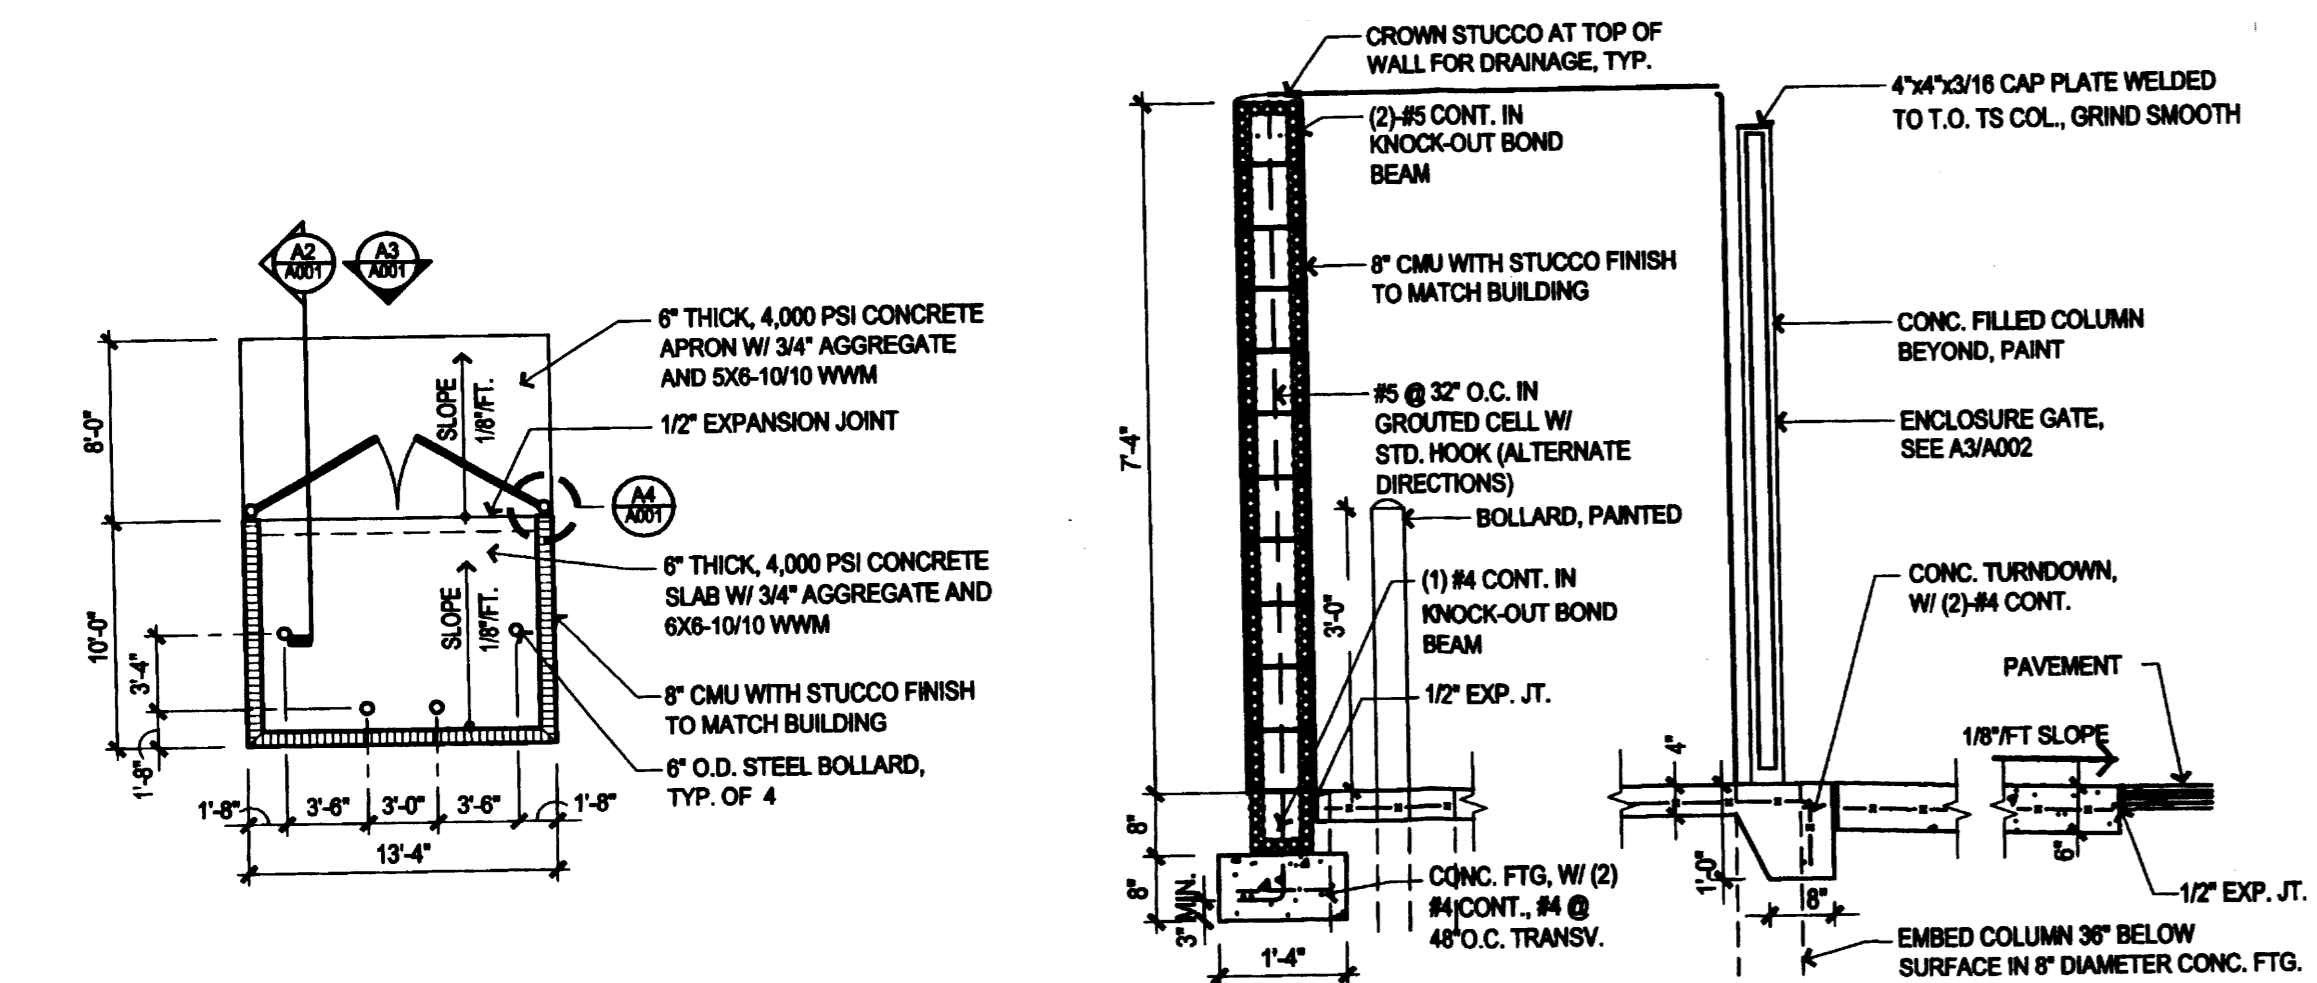 A2
A001
A3
A001
6" THICK, 4,000 PSI CONCRETE
APRON W/ 3/4" AGGREGATE
AND 5X6-10/10 WWM
1/2" EXPANSION JOINT
SLOPE
1/8"/FT.
8'-0"
A4
A001
6" THICK, 4,000 PSI CONCRETE
SLAB W/ 3/4" AGGREGATE AND
6X6-10/10 WWM
SLOPE
1/8"/FT.
10'-0"
3'-4"
1'-8"
8" CMU WITH STUCCO FINISH
TO MATCH BUILDING
6" O.D. STEEL BOLLARD,
TYP. OF 4
1'-8"
3'-6"
3'-0"
3'-6"
1'-8"
13'-4"
CROWN STUCCO AT TOP OF
WALL FOR DRAINAGE, TYP.
(2)-#5 CONT. IN
KNOCK-OUT BOND
BEAM
8" CMU WITH STUCCO FINISH
TO MATCH BUILDING
7'-4"
#5 @ 32" O.C. IN
GROUTED CELL W/
STD. HOOK (ALTERNATE
DIRECTIONS)
BOLLARD, PAINTED
3'-0"
(1) #4 CONT. IN
KNOCK-OUT BOND
BEAM
1/2" EXP. JT.
8"
8"
3" MIN.
1'-4"
CONC. FTG, W/ (2)
#4 CONT., #4 @
48"O.C. TRANSV.
4"x4"x3/16 CAP PLATE WELDED
TO T.O. TS COL., GRIND SMOOTH
CONC. FILLED COLUMN
BEYOND, PAINT
ENCLOSURE GATE,
SEE A3/A002
CONC. TURNDOWN,
W/ (2)-#4 CONT.
PAVEMENT
1/8"/FT SLOPE
4"
1'-0"
8"
6"
1/2" EXP. JT.
EMBED COLUMN 36" BELOW
SURFACE IN 8" DIAMETER CONC. FTG.